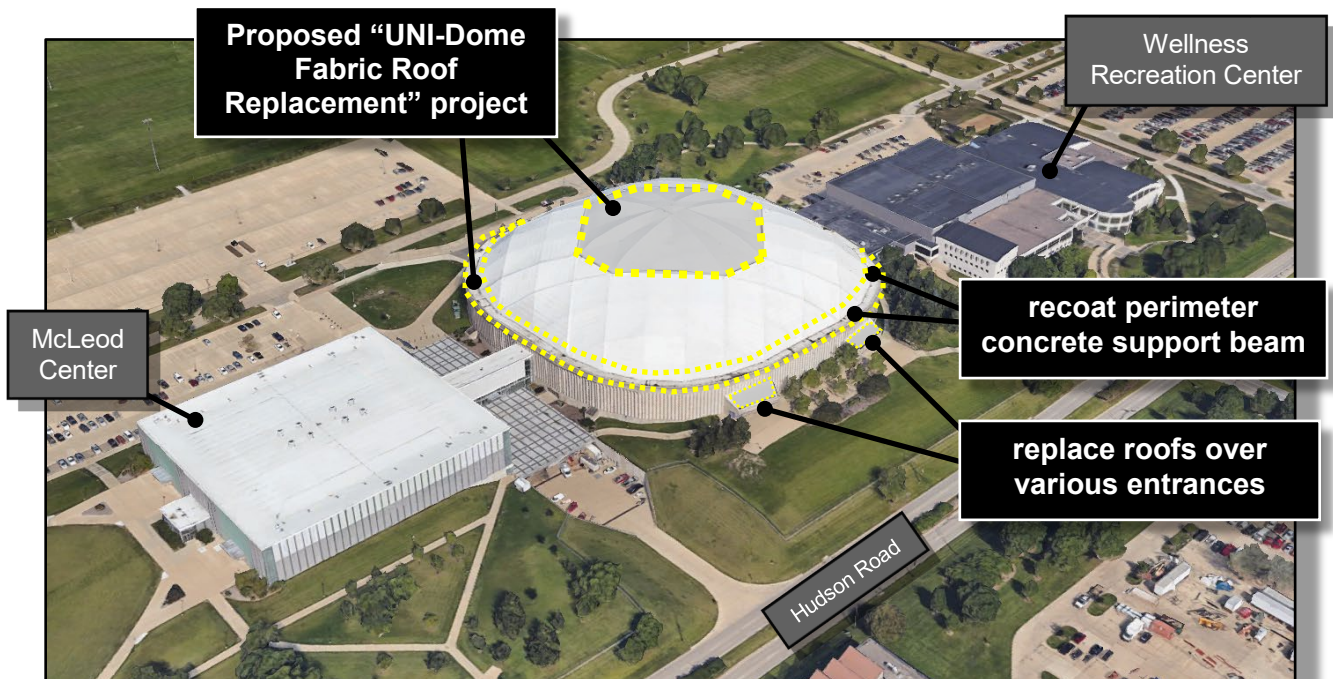 Proposed “UNI-Dome
Fabric Roof
Replacement” project
Wellness
Recreation Center
McLeod
Center
recoat perimeter
concrete support beam
replace roofs over
various entrances
Hudson Road